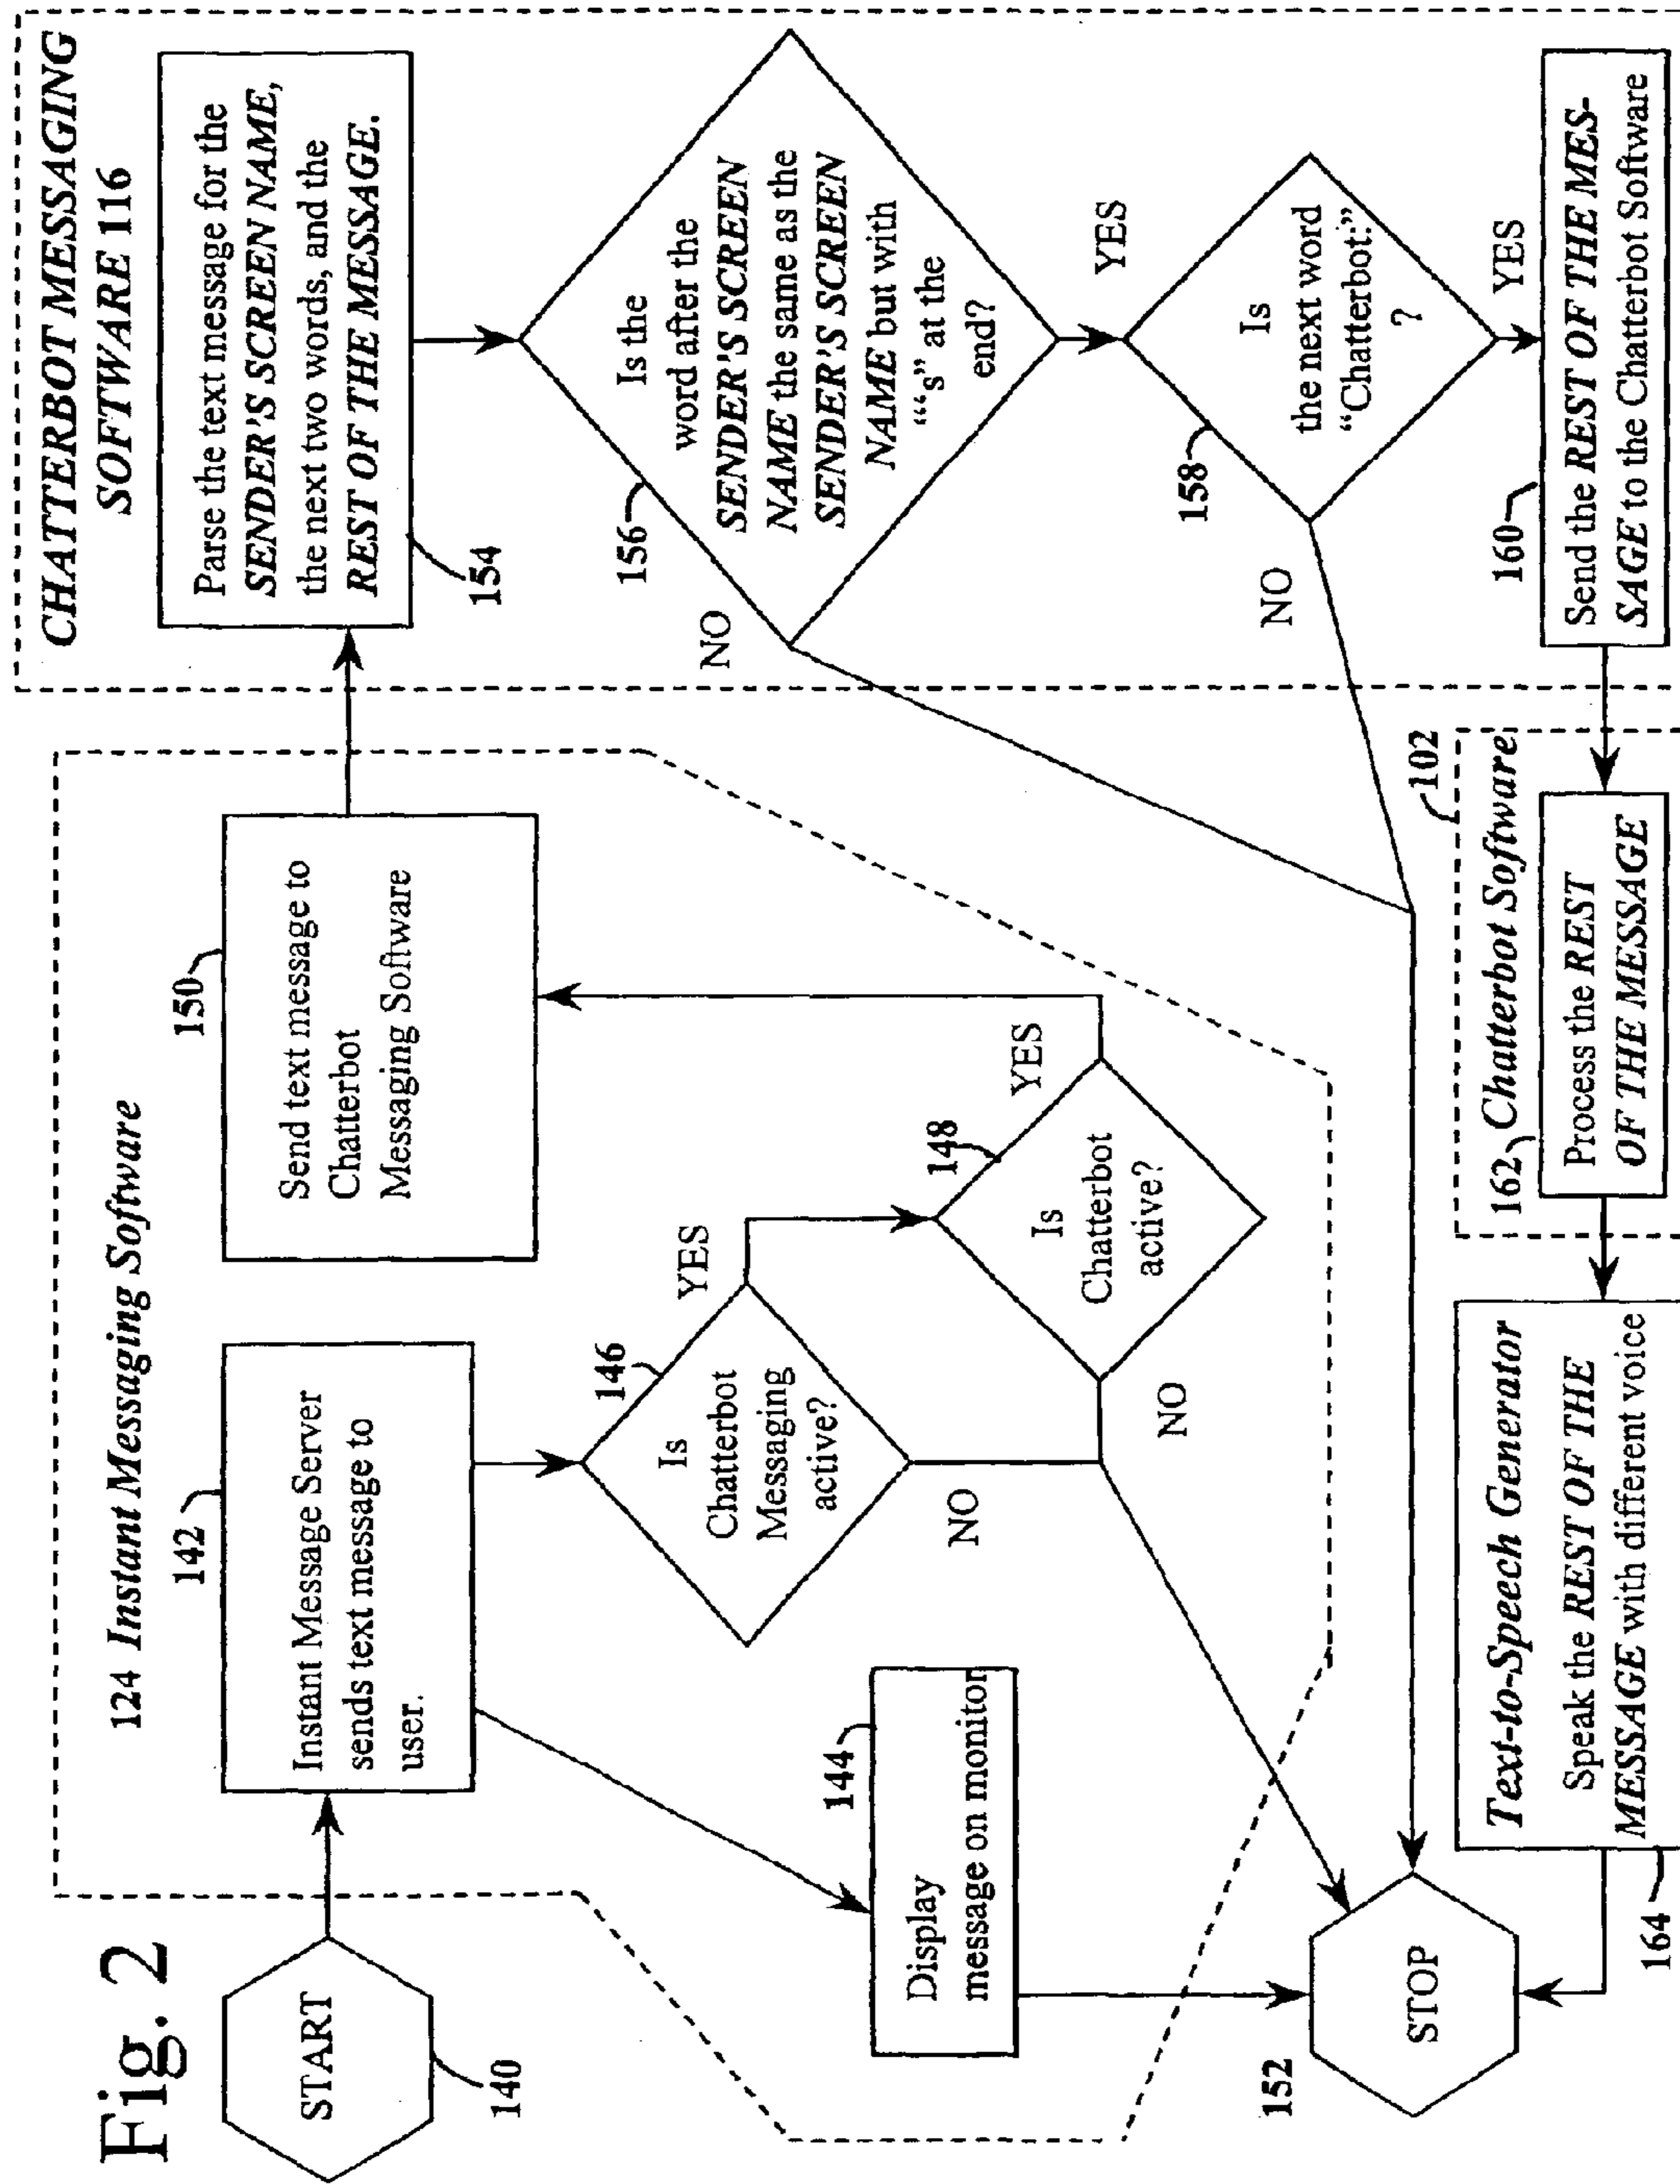 Fig. 2
START
140
124 Instant Messaging Software
142
Instant Message Server
sends text message to
user.
144
Display
message on monitor
146
Is
Chatterbot
Messaging
active?
YES
NO
148
Is
Chatterbot
active?
YES
NO
150
Send text message to
Chatterbot
Messaging Software
152
STOP
CHATTERBOT MESSAGING
SOFTWARE 116
Parse the text message for the
SENDER'S SCREEN NAME,
the next two words, and the
REST OF THE MESSAGE.
154
156
Is the
word after the
SENDER'S SCREEN
NAME the same as the
SENDER'S SCREEN
NAME but with
"'s" at the
end?
NO
YES
158
Is
the next word
“Chatterbot:”
?
NO
YES
160
Send the REST OF THE MES-
SAGE to the Chatterbot Software
102
162 Chatterbot Software
Process the REST
OF THE MESSAGE
Text-to-Speech Generator
Speak the REST OF THE
MESSAGE with different voice
164